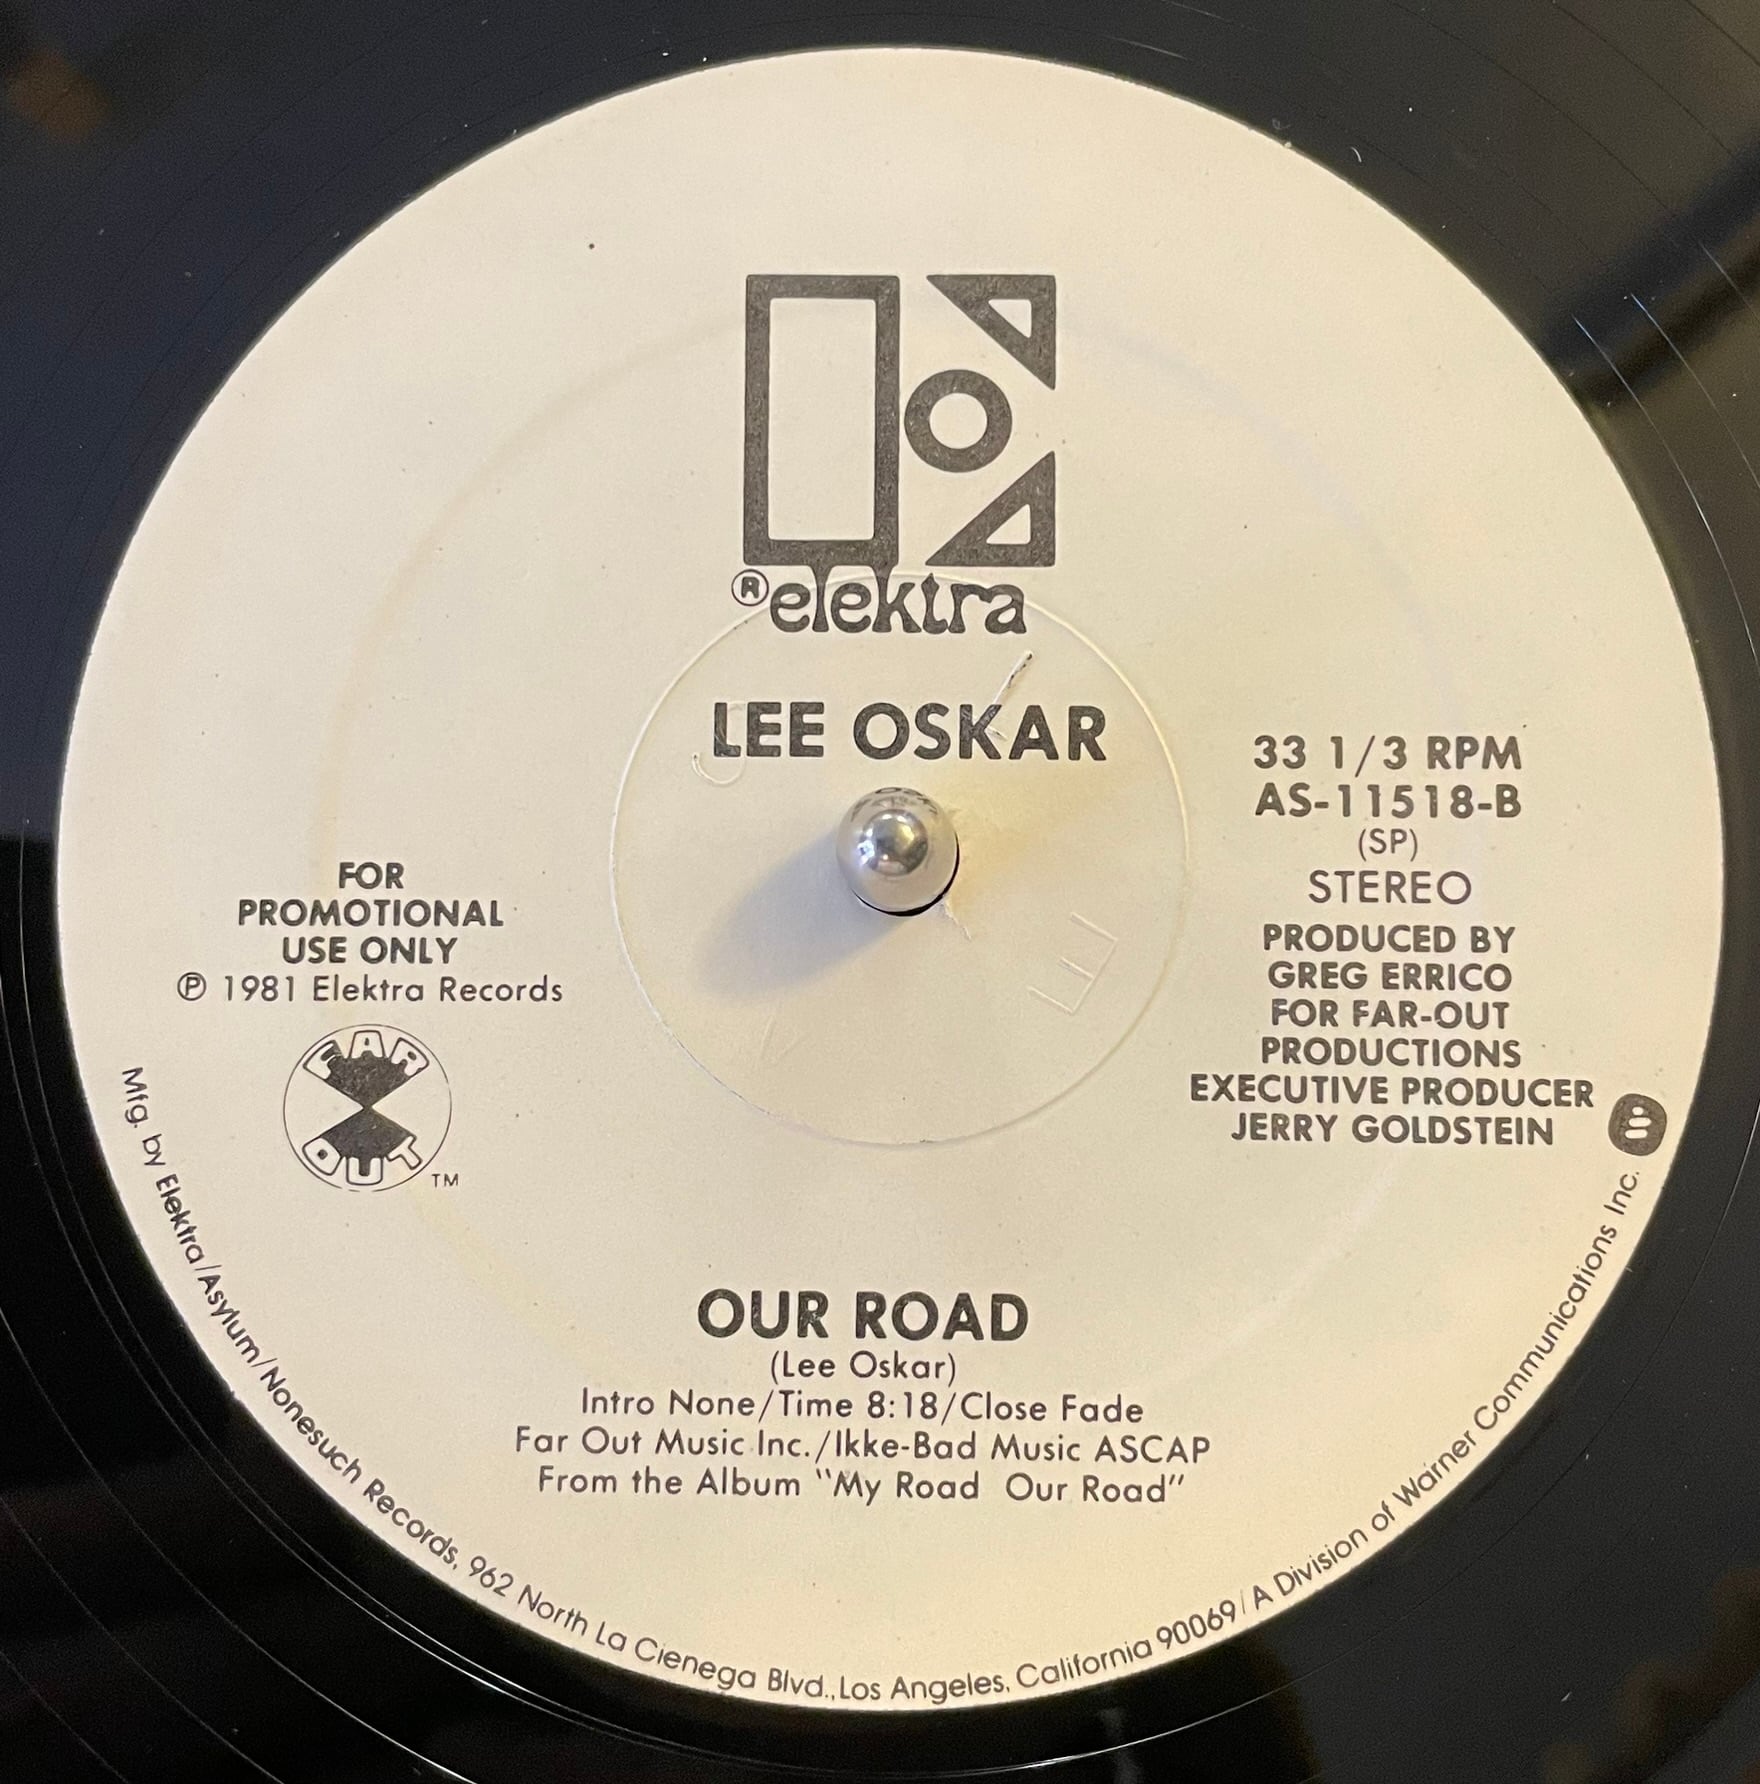 ® elektra
LEE OSKAR
33 1/3 RPM
AS-11518-B
(SP)
STEREO
PRODUCED BY
GREG ERRICO
FOR FAR-OUT
PRODUCTIONS
EXECUTIVE PRODUCER
JERRY GOLDSTEIN
FOR
PROMOTIONAL
USE ONLY
℗ 1981 Elektra Records
FAR
OUT
TM
OUR ROAD
(Lee Oskar)
Intro None/Time 8:18/Close Fade
Far Out Music Inc./Ikke-Bad Music ASCAP
From the Album "My Road Our Road"
Mfg. by Elektra/Asylum/Nonesuch Records, 962 North La Cienega Blvd., Los Angeles, California 90069/A Division of Warner Communications Inc.